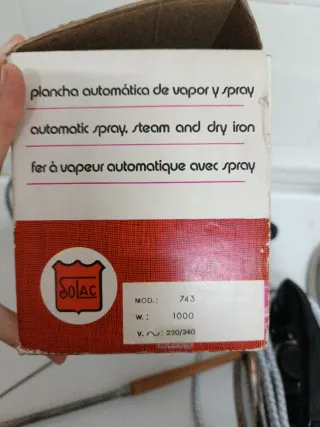 plancha automática de vapor y spray
automatic spray, steam and dry iron
fer à vapeur automatique avec spray
SOLAC
MOD.: 743
W.: 1000
V. ~: 220/240